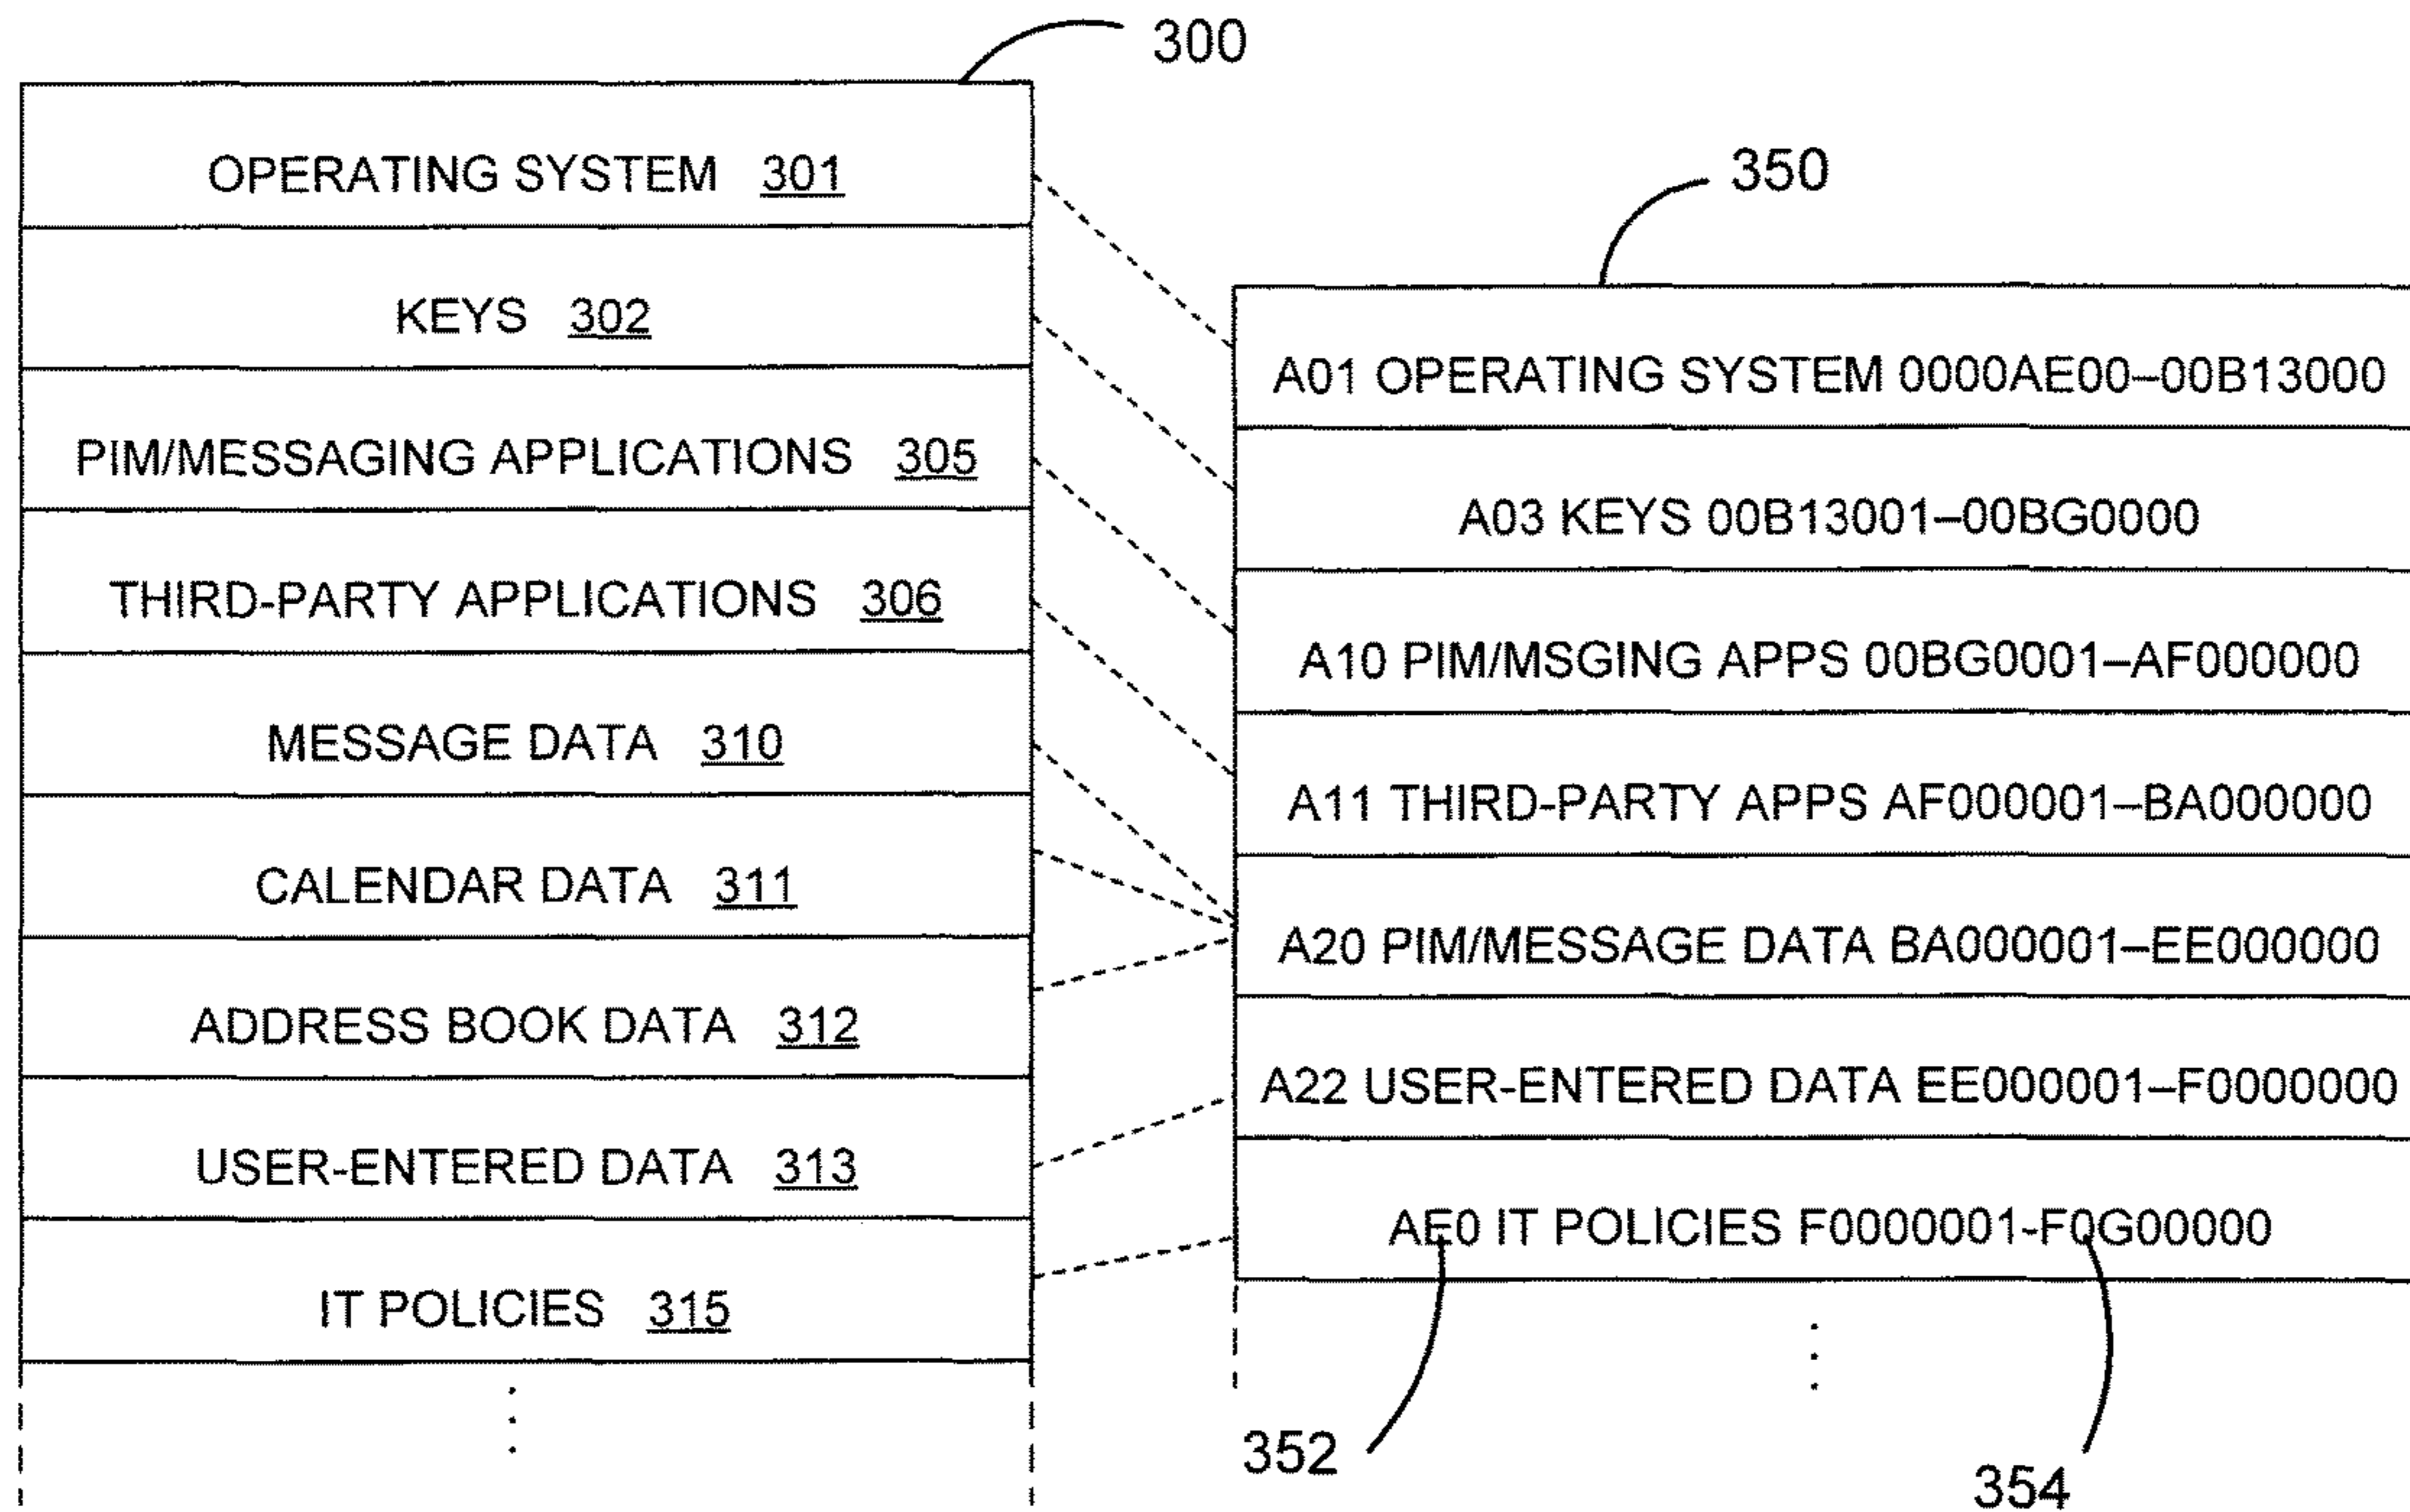 300
OPERATING SYSTEM 301
KEYS 302
PIM/MESSAGING APPLICATIONS 305
THIRD-PARTY APPLICATIONS 306
MESSAGE DATA 310
CALENDAR DATA 311
ADDRESS BOOK DATA 312
USER-ENTERED DATA 313
IT POLICIES 315
350
A01 OPERATING SYSTEM 0000AE00–00B13000
A03 KEYS 00B13001–00BG0000
A10 PIM/MSGING APPS 00BG0001–AF000000
A11 THIRD-PARTY APPS AF000001–BA000000
A20 PIM/MESSAGE DATA BA000001–EE000000
A22 USER-ENTERED DATA EE000001–F0000000
AE0 IT POLICIES F0000001-F0G00000
352
354